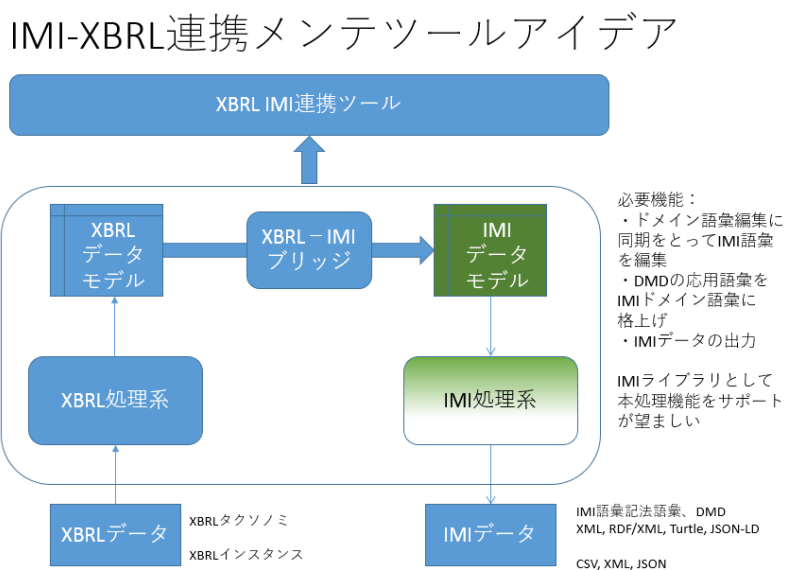 IMI-XBRL連携メンテツールアイデア
XBRL IMI連携ツール
XBRL
データ
モデル
XBRL－IMI
ブリッジ
IMI
データ
モデル
必要機能：
・ドメイン語彙編集に
同期をとってIMI語彙
を編集
・DMDの応用語彙を
IMIドメイン語彙に
格上げ
・IMIデータの出力
IMIライブラリとして
本処理機能をサポート
が望ましい
XBRL処理系
IMI処理系
XBRLデータ
XBRLタクソノミ
XBRLインスタンス
IMIデータ
IMI語彙記法語彙、DMD
XML, RDF/XML, Turtle, JSON-LD
CSV, XML, JSON